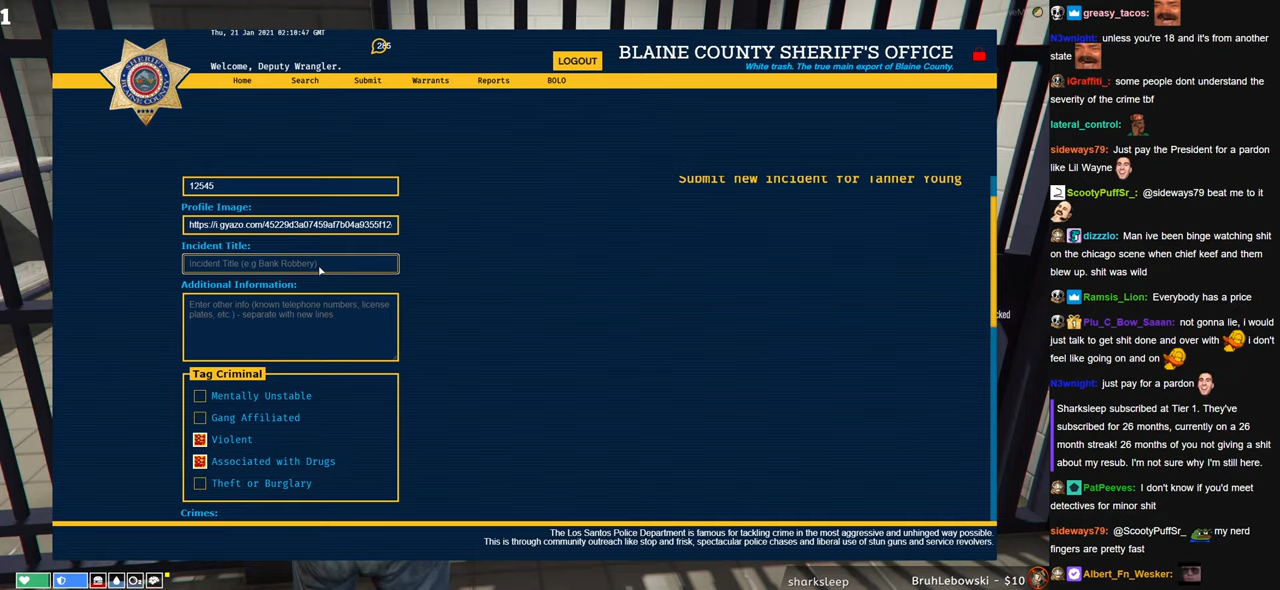 1
Thu, 21 Jan 2021 02:10:47 GMT
285
Welcome, Deputy Wrangler.
LOGOUT
BLAINE COUNTY SHERIFF'S OFFICE
White trash. The true main export of Blaine County.
Home Search Submit Warrants Reports BOLO
SHERIFF
BLAINE COUNTY
Submit new incident for Tanner Young
12545
Profile Image:
https://i.gyazo.com/45229d3a07459af7b04a9355f12
Incident Title:
Incident Title (e.g Bank Robbery)
Additional Information:
Enter other info (known telephone numbers, license
plates, etc.) - separate with new lines
Tag Criminal
Mentally Unstable
Gang Affiliated
Violent
Associated with Drugs
Theft or Burglary
Crimes:
The Los Santos Police Department is famous for tackling crime in the most aggressive and unhinged way possible.
This is through community outreach like stop and frisk, spectacular police chases and liberal use of stun guns and service revolvers.
sharksleep
BruhLebowski - $10
greasy_tacos:
N3wnight: unless you're 18 and it's from another
state
iGraffiti_: some people dont understand the
severity of the crime tbf
lateral_control:
sideways79: Just pay the President for a pardon
like Lil Wayne
ScootyPuffSr_: @sideways79 beat me to it
dizzzlo: Man ive been binge watching shit
on the chicago scene when chief keef and them
blew up. shit was wild
Ramsis_Lion: Everybody has a price
Plu_C_Bow_Saaan: not gonna lie, i would
just talk to get shit done and over with i don't
feel like going on and on
N3wnight: just pay for a pardon
Sharksleep subscribed at Tier 1. They've
subscribed for 26 months, currently on a 26
month streak! 26 months of you not giving a shit
about my resub. I'm not sure why I'm still here.
PatPeeves: I don't know if you'd meet
detectives for minor shit
sideways79: @ScootyPuffSr_ my nerd
fingers are pretty fast
Albert_Fn_Wesker: